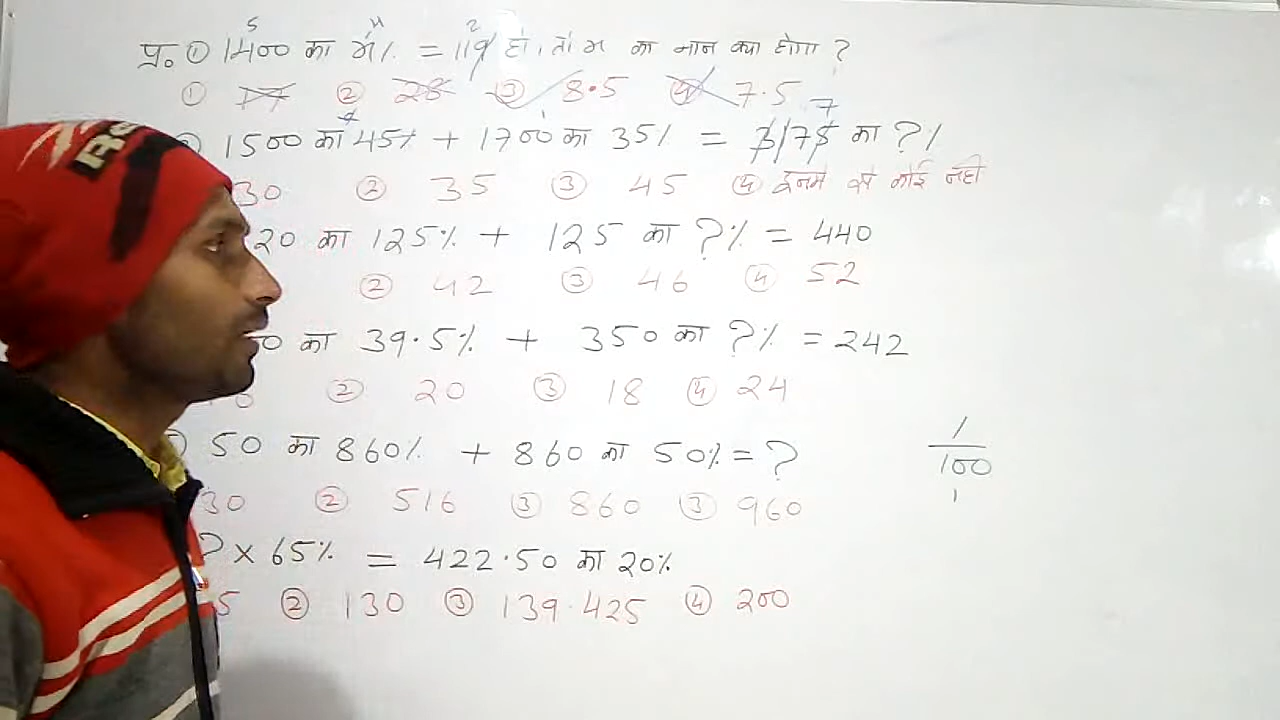 प्र० ① 1400 का x% = 119 हो, तो x का मान क्या होगा ?
① 17 ② 28 ③ 8.5 ④ 7.5
1500 का 45% + 1700 का 35% = 3175 का ? %
30 ② 35 ③ 45 ④ इनमे से कोई नही
20 का 125% + 125 का ? % = 440
② 42 ③ 46 ④ 52
0 का 39.5% + 350 का ? % = 242
② 20 ③ 18 ④ 24
50 का 860% + 860 का 50% = ?
30 ② 516 ③ 860 ③ 960
1
100
? × 65% = 422.50 का 20%
5 ② 130 ③ 139.425 ④ 200